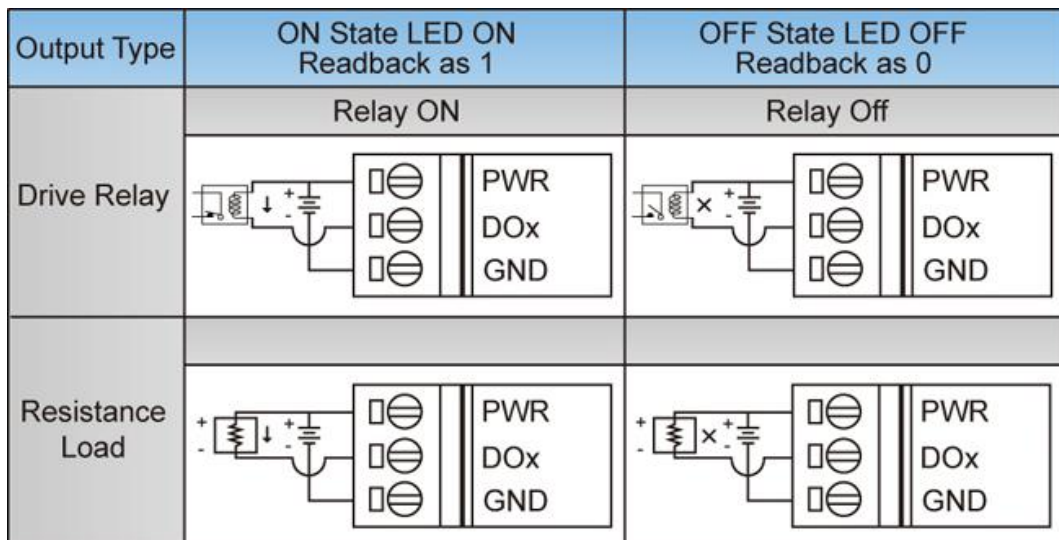 Output Type
ON State LED ON
Readback as 1
OFF State LED OFF
Readback as 0
Drive Relay
Relay ON
Relay Off
+
-
PWR
DOx
GND
+
-
PWR
DOx
GND
Resistance
Load
+
-
+
-
PWR
DOx
GND
+
-
+
-
PWR
DOx
GND